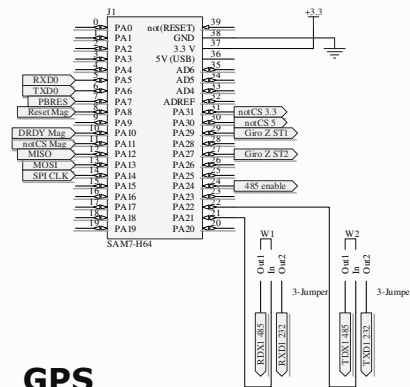 J1
+3.3
0 PA0 not(RESET) 39
1 PA1 GND 38
2 PA2 3.3 V 37
3 PA3 5V (USB) 36
4 PA4 AD6 35
RXD0 5 PA5 AD5 34
TXD0 6 PA6 AD4 33
PBRES 7 PA7 ADREF 32
Reset Mag 8 PA8 PA31 31 notCS 3.3
9 PA9 PA30 30 notCS 5
DRDY Mag 10 PA10 PA29 29 Giro Z ST1
notCS Mag 11 PA11 PA28 28
MISO 12 PA12 PA27 27 Giro Z ST2
MOSI 13 PA13 PA26 26
SPI CLK 14 PA14 PA25 25
15 PA15 PA24 24 485 enable
16 PA16 PA23 23
17 PA17 PA22 22
18 PA18 PA21 21
19 PA19 PA20 20
SAM7-H64
W1 W2
Out1 In Out2 Out1 In Out2
3-Jumper 3-Jumpe
RDX1 485 RXD1 232 TDX1 485 TXD1 232
GPS